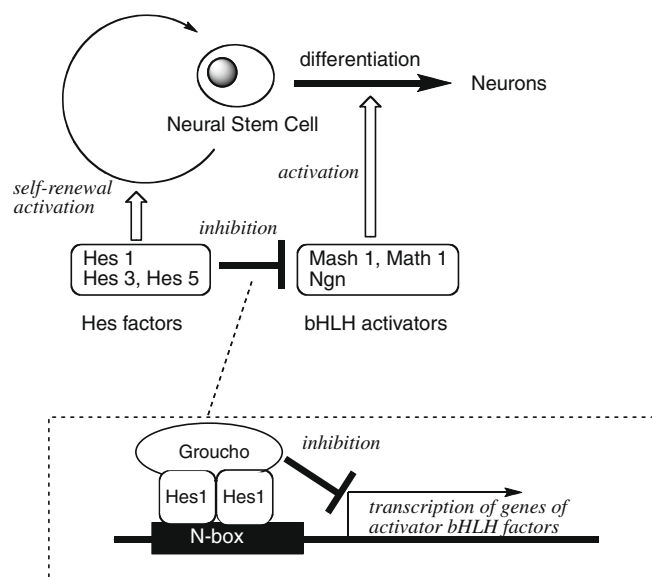 differentiation
Neurons
Neural Stem Cell
self-renewal
activation
activation
inhibition
Hes 1
Hes 3, Hes 5
Mash 1, Math 1
Ngn
Hes factors
bHLH activators
Groucho
inhibition
Hes1
Hes1
N-box
transcription of genes of
activator bHLH factors